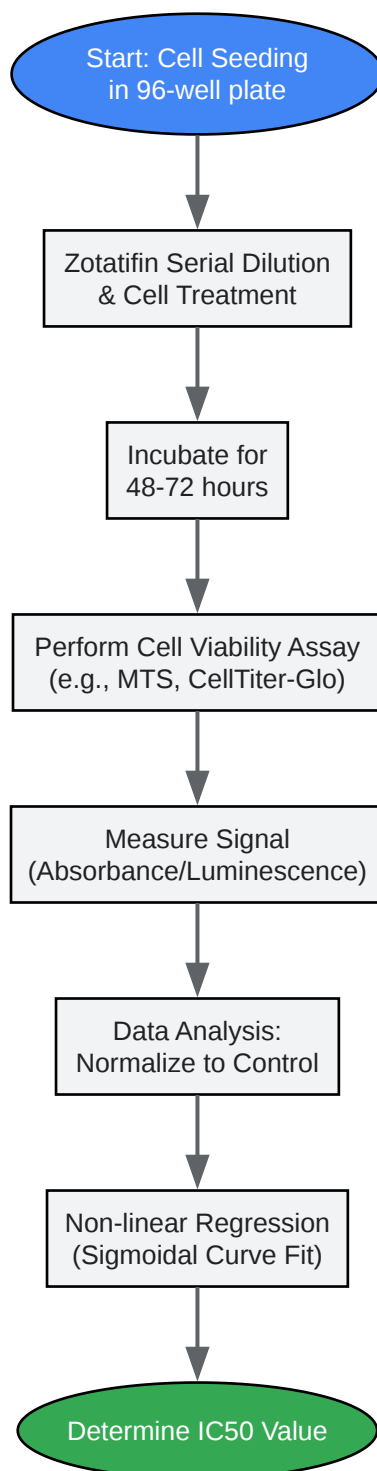 Start: Cell Seeding
in 96-well plate
Zotatifin Serial Dilution
& Cell Treatment
Incubate for
48-72 hours
Perform Cell Viability Assay
(e.g., MTS, CellTiter-Glo)
Measure Signal
(Absorbance/Luminescence)
Data Analysis:
Normalize to Control
Non-linear Regression
(Sigmoidal Curve Fit)
Determine IC50 Value